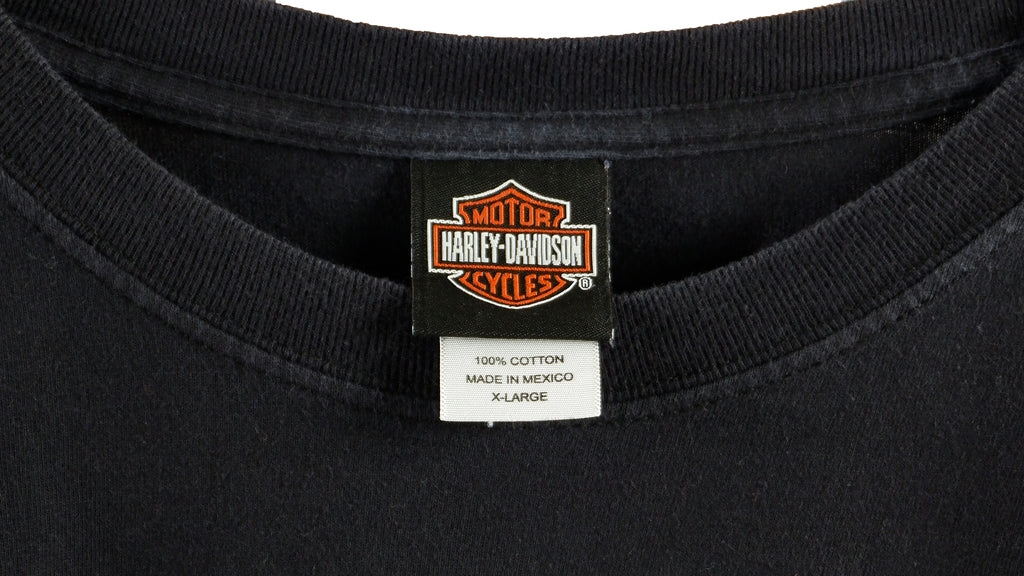 MOTOR
HARLEY-DAVIDSON
CYCLES
®
100% COTTON
MADE IN MEXICO
X-LARGE